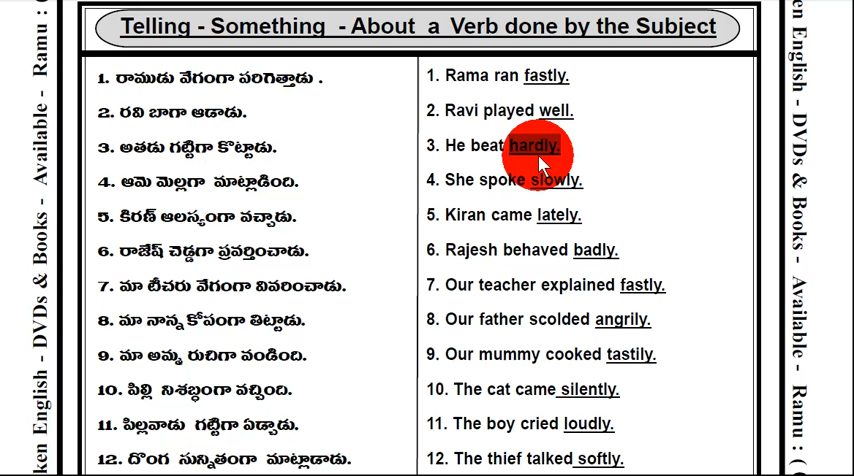 Telling - Something - About a Verb done by the Subject
1. రాముడు వేగంగా పరిగెత్తాడు .
1. Rama ran fastly.
2. రవి బాగా ఆడాడు.
2. Ravi played well.
3. అతడు గట్టిగా కొట్టాడు.
3. He beat hardly.
4. ఆమె మెల్లగా మాట్లాడింది.
4. She spoke slowly.
5. కిరణ్ ఆలస్యంగా వచ్చాడు.
5. Kiran came lately.
6. రాజేష్ చెడ్డగా ప్రవర్తించాడు.
6. Rajesh behaved badly.
7. మా టీచరు వేగంగా వివరించాడు.
7. Our teacher explained fastly.
8. మా నాన్న కోపంగా తిట్టాడు.
8. Our father scolded angrily.
9. మా అమ్మ రుచిగా వండింది.
9. Our mummy cooked tastily.
10. పిల్లి నిశబ్ధంగా వచ్చింది.
10. The cat came silently.
11. పిల్లవాడు గట్టిగా ఏడ్చాడు.
11. The boy cried loudly.
12. దొంగ సున్నితంగా మాట్లాడాడు.
12. The thief talked softly.
ken English - DVDs & Books - Available - Ramu : (
en English - DVDs & Books - Available - Ramu : (